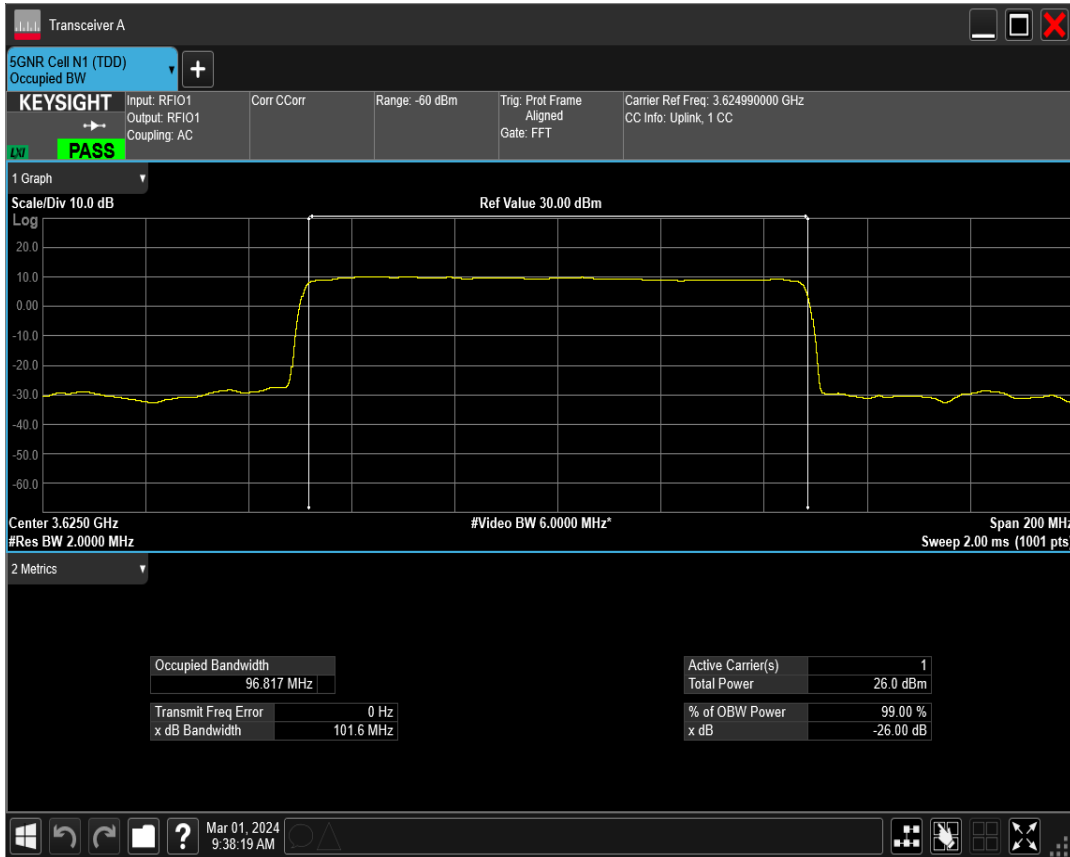 Transceiver A
5GNR Cell N1 (TDD)
Occupied BW
+
KEYSIGHT
LXI
PASS
Input: RFIO1
Output: RFIO1
Coupling: AC
Corr CCorr
Range: -60 dBm
Trig: Prot Frame
Aligned
Gate: FFT
Carrier Ref Freq: 3.624990000 GHz
CC Info: Uplink, 1 CC
1 Graph
Scale/Div 10.0 dB
Ref Value 30.00 dBm
Log
20.0
10.0
0.00
-10.0
-20.0
-30.0
-40.0
-50.0
-60.0
Center 3.6250 GHz
#Video BW 6.0000 MHz*
Span 200 MHz
#Res BW 2.0000 MHz
Sweep 2.00 ms (1001 pts)
2 Metrics
Occupied Bandwidth
96.817 MHz
Transmit Freq Error 0 Hz
x dB Bandwidth 101.6 MHz
Active Carrier(s) 1
Total Power 26.0 dBm
% of OBW Power 99.00 %
x dB -26.00 dB
?
Mar 01, 2024
9:38:19 AM